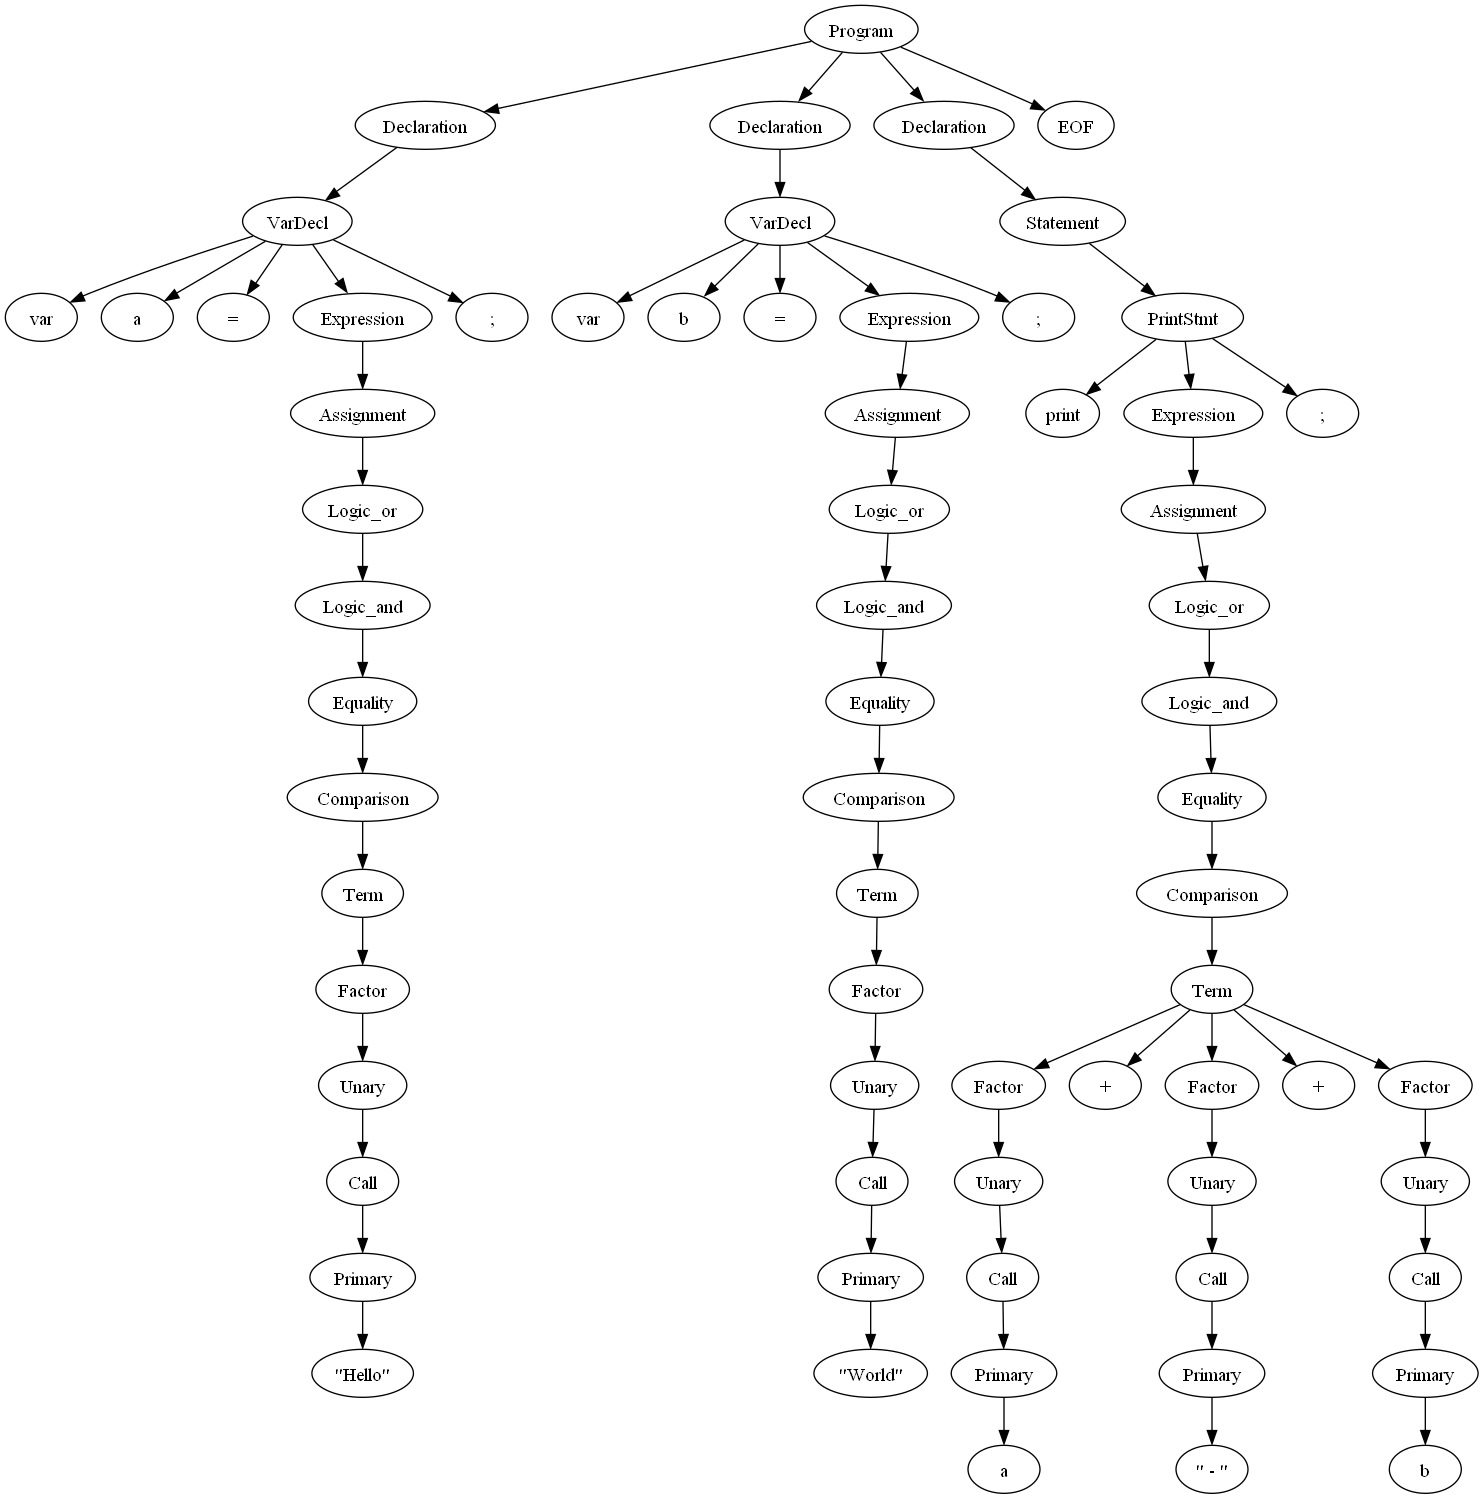 Program
Declaration Declaration Declaration EOF
VarDecl VarDecl Statement
var a = Expression ; var b = Expression ; PrintStmt
Assignment Assignment print Expression ;
Logic_or Logic_or Assignment
Logic_and Logic_and Logic_or
Equality Equality Logic_and
Comparison Comparison Equality
Term Term Comparison
Factor Factor Term
Unary Unary Factor + Factor + Factor
Call Call Unary Unary Unary
Primary Primary Call Call Call
"Hello" "World" Primary Primary Primary
a " - " b